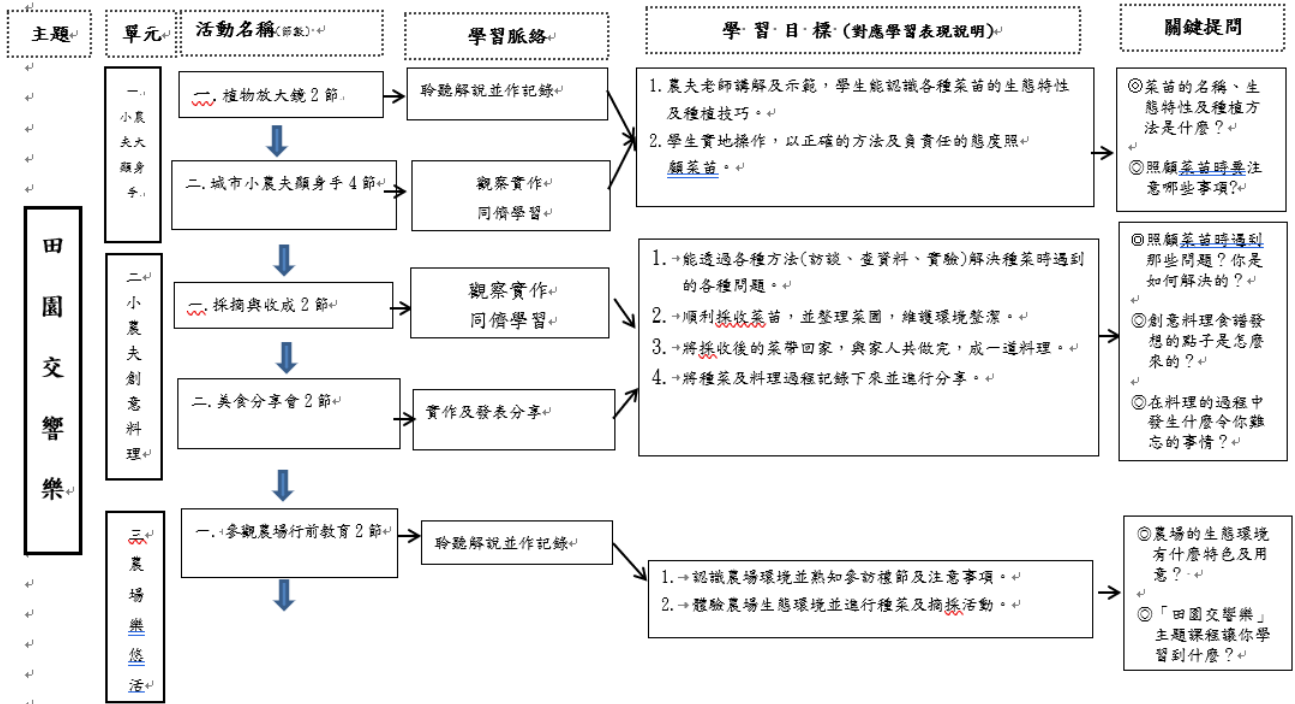 主題
單元
活動名稱(節數)
學習脈絡
學習目標(對應學習表現說明)
關鍵提問
田園交響樂
一
小農
夫大
顯身
手
一.植物放大鏡2節
聆聽解說並作記錄
二.城市小農夫顯身手4節
觀察實作
同儕學習
1.農夫老師講解及示範,學生能認識各種菜苗的生態特性
及種植技巧。
2.學生實地操作,以正確的方法及負責任的態度照
顧菜苗。
◎菜苗的名稱、生
態特性及種植方
法是什麼?
◎照顧菜苗時要注
意哪些事項?
二小農夫創意料理
一.採摘與收成2節
觀察實作
同儕學習
二.美食分享會2節
實作及發表分享
1.能透過各種方法(訪談、查資料、實驗)解決種菜時遇到
的各種問題。
2.順利採收菜苗,並整理菜圃,維護環境整潔。
3.將採收後的菜帶回家,與家人共做完,成一道料理。
4.將種菜及料理過程記錄下來並進行分享。
◎照顧菜苗時遇到
那些問題?你是
如何解決的?
◎創意料理食譜發
想的點子是怎麼
來的?
◎在料理的過程中
發生什麼令你難
忘的事情?
三農場樂悠活
一.參觀農場行前教育2節
聆聽解說並作記錄
1.認識農場環境並熟知參訪禮節及注意事項。
2.體驗農場生態環境並進行種菜及摘採活動。
◎農場的生態環境
有什麼特色及用
意?
◎「田園交響樂」
主題課程讓你學
習到什麼?